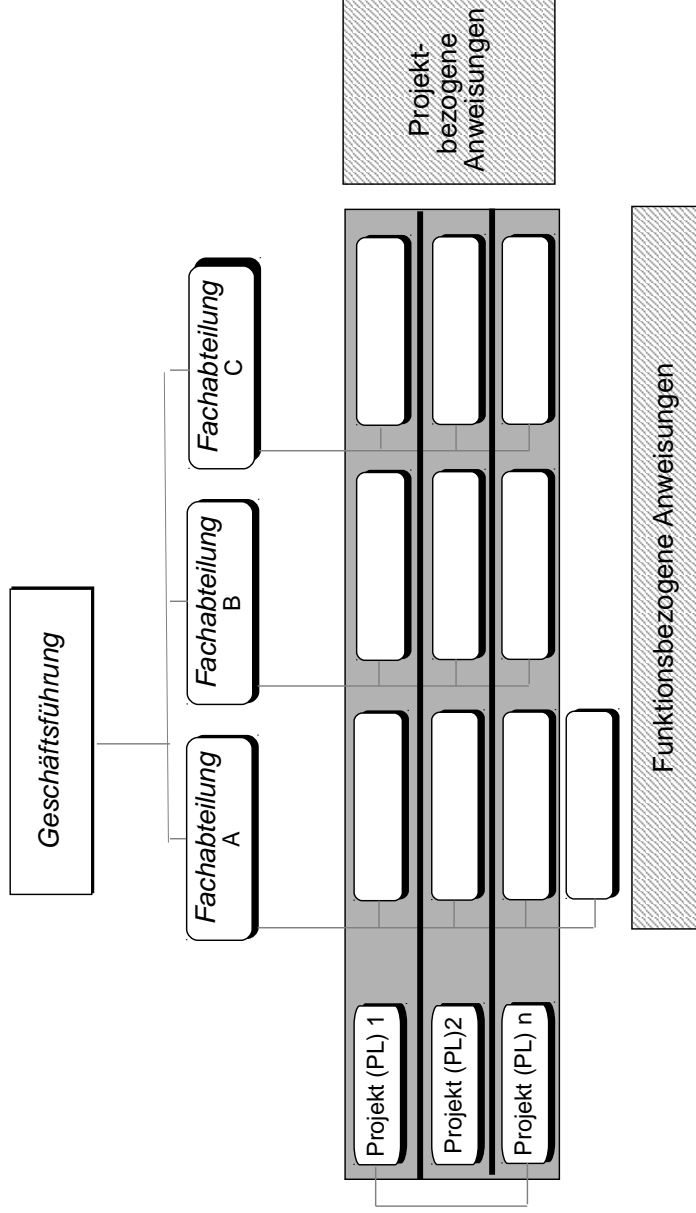 Geschäftsführung
Fachabteilung
A
Fachabteilung
B
Fachabteilung
C
Projekt (PL) 1
Projekt (PL)2
Projekt (PL) n
Projekt-
bezogene
Anweisungen
Funktionsbezogene Anweisungen